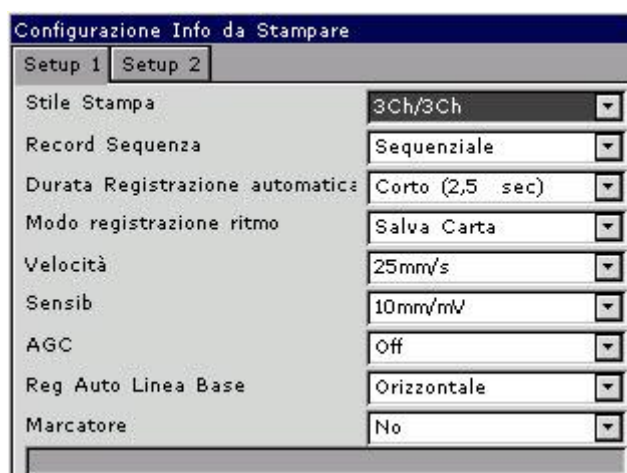 Configurazione Info da Stampare
Setup 1 Setup 2
Stile Stampa 3Ch/3Ch
Record Sequenza Sequenziale
Durata Registrazione automatica Corto (2,5 sec)
Modo registrazione ritmo Salva Carta
Velocità 25mm/s
Sensib 10mm/mV
AGC Off
Reg Auto Linea Base Orizzontale
Marcatore No